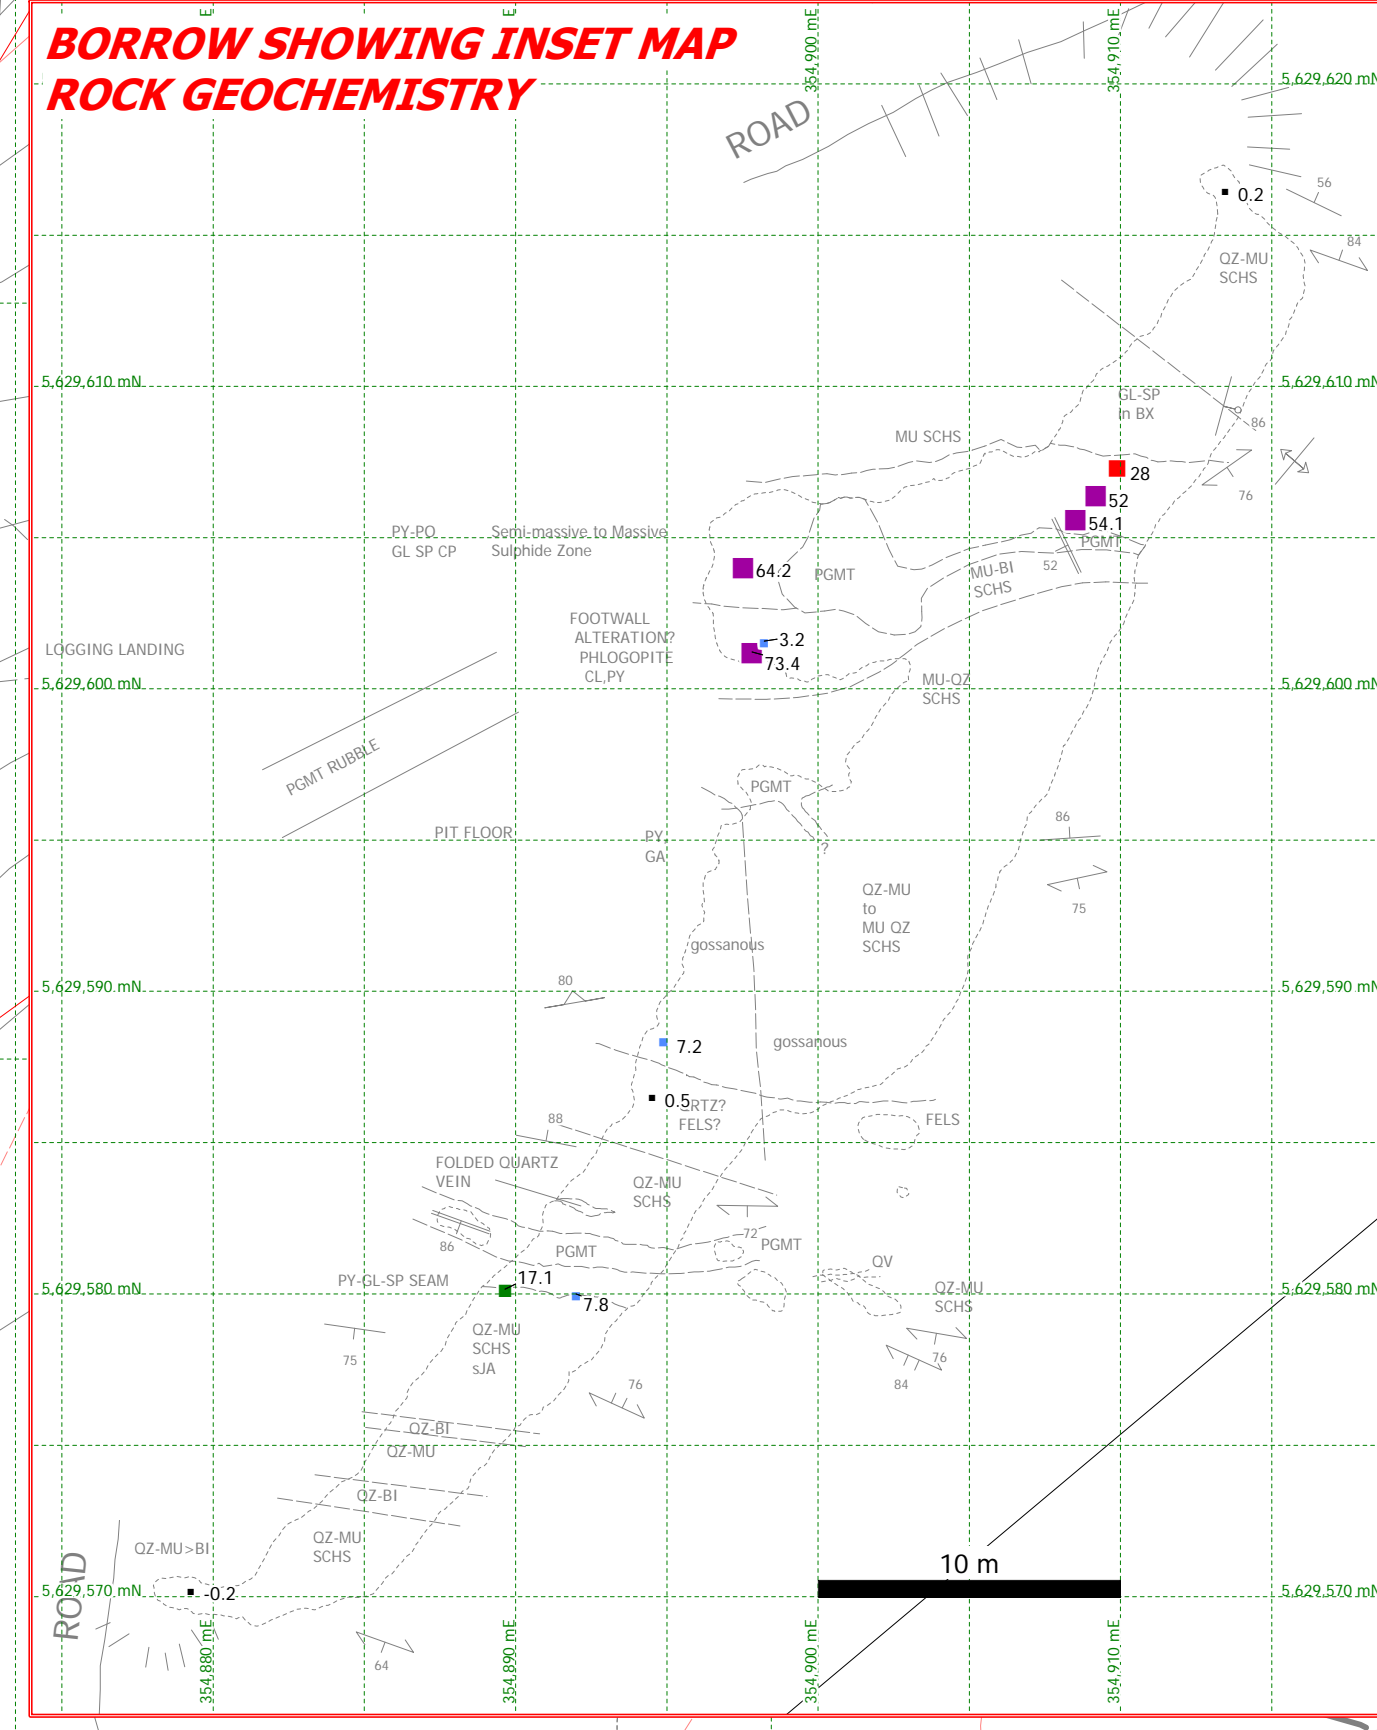 BORROW SHOWING INSET MAP
ROCK GEOCHEMISTRY
E
E
354,900 mE
354,910 mE
5,629,620 mN
ROAD
0.2
56
84
QZ-MU
SCHS
5,629,610 mN
5,629,610 mN
GL-SP
in BX
86
MU SCHS
28
76
52
54.1
PGMT
PY-PO
GL SP CP
Semi-massive to Massive
Sulphide Zone
64.2
PGMT
MU-BI
SCHS
52
FOOTWALL
ALTERATION?
PHLOGOPITE
CL,PY
3.2
73.4
LOGGING LANDING
MU-QZ
SCHS
5,629,600 mN
5,629,600 mN
PGMT RUBBLE
PGMT
86
PIT FLOOR
PY
GA
?
75
QZ-MU
to
MU QZ
SCHS
gossanous
80
5,629,590 mN
5,629,590 mN
7.2
gossanous
0.5
QRTZ?
FELS?
88
FELS
FOLDED QUARTZ
VEIN
QZ-MU
SCHS
72
86
PGMT
PGMT
QV
PY-GL-SP SEAM
17.1
7.8
QZ-MU
SCHS
5,629,580 mN
5,629,580 mN
QZ-MU
SCHS
sJA
75
76
84
76
QZ-BI
QZ-MU
QZ-BI
QZ-MU
SCHS
QZ-MU>BI
ROAD
10 m
5,629,570 mN
5,629,570 mN
-0.2
64
354,880 mE
354,890 mE
354,900 mE
354,910 mE